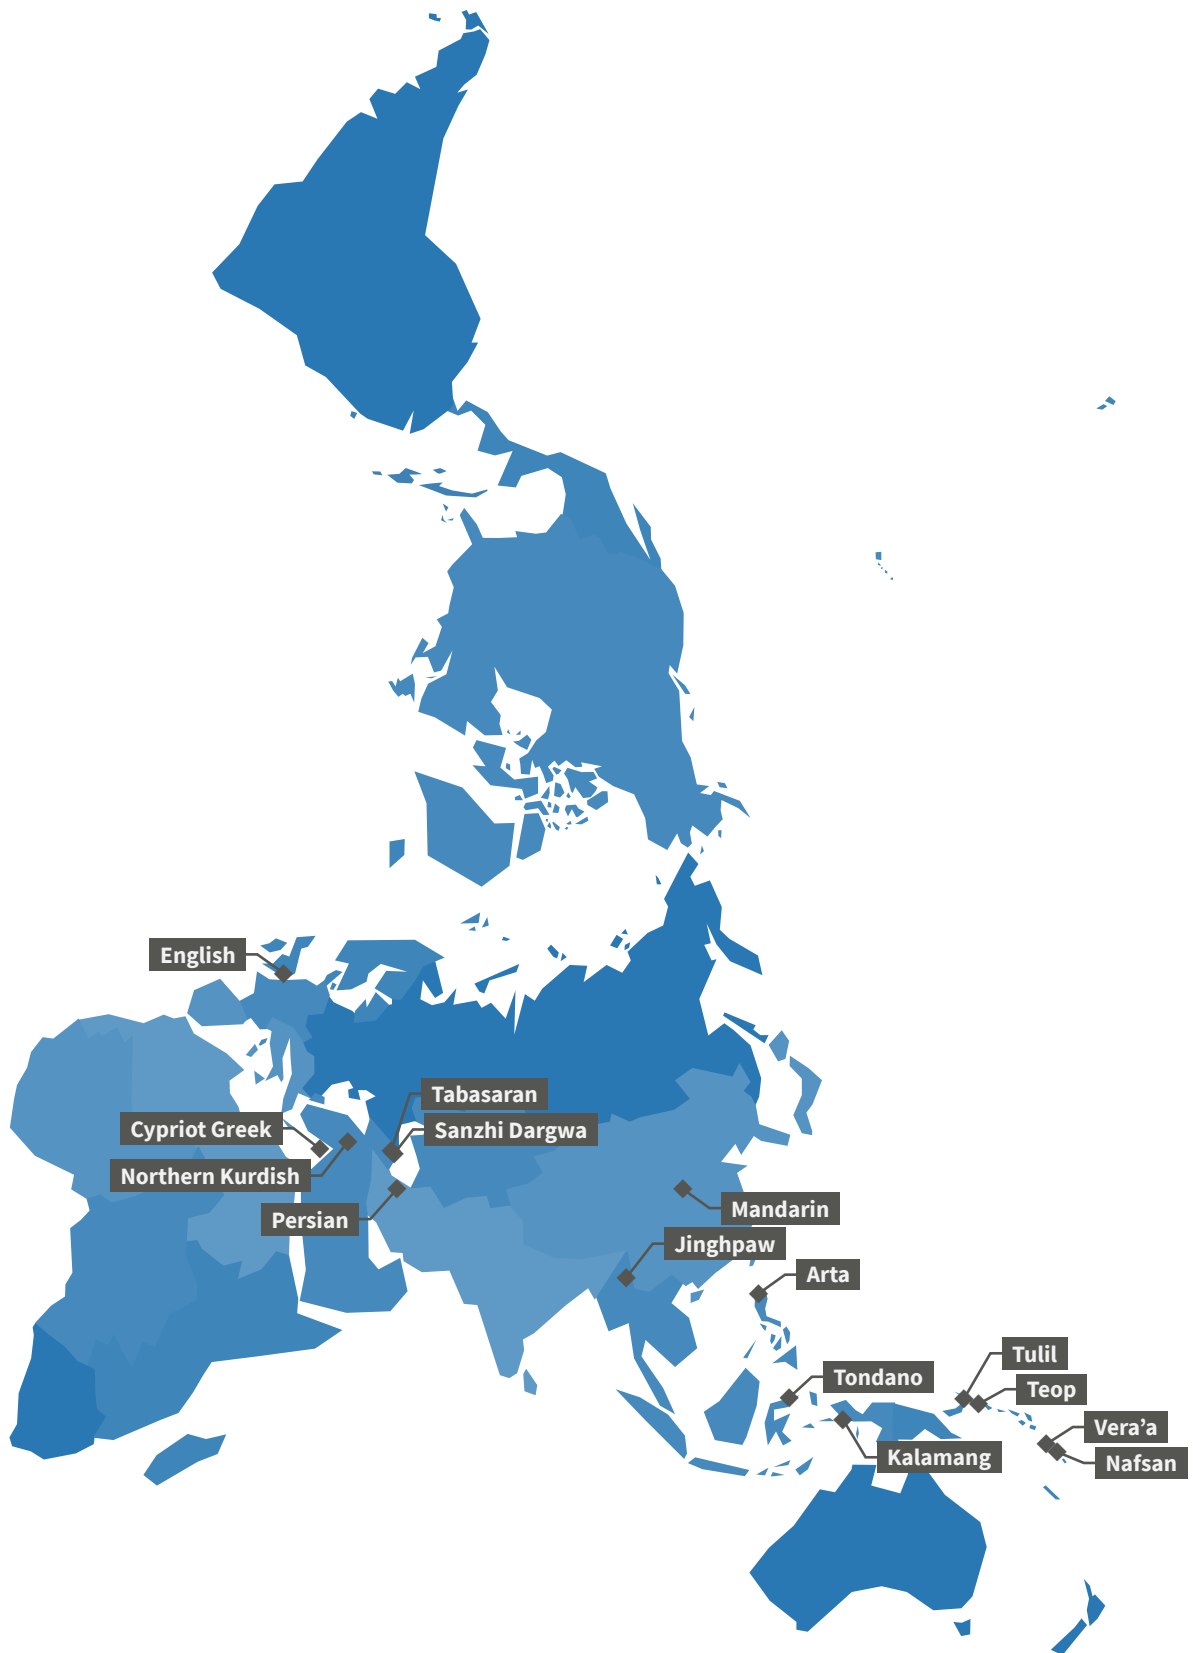 English
Tabasaran
Cypriot Greek
Sanzhi Dargwa
Northern Kurdish
Persian
Mandarin
Jinghpaw
Arta
Tulil
Tondano
Teop
Vera’a
Kalamang
Nafsan